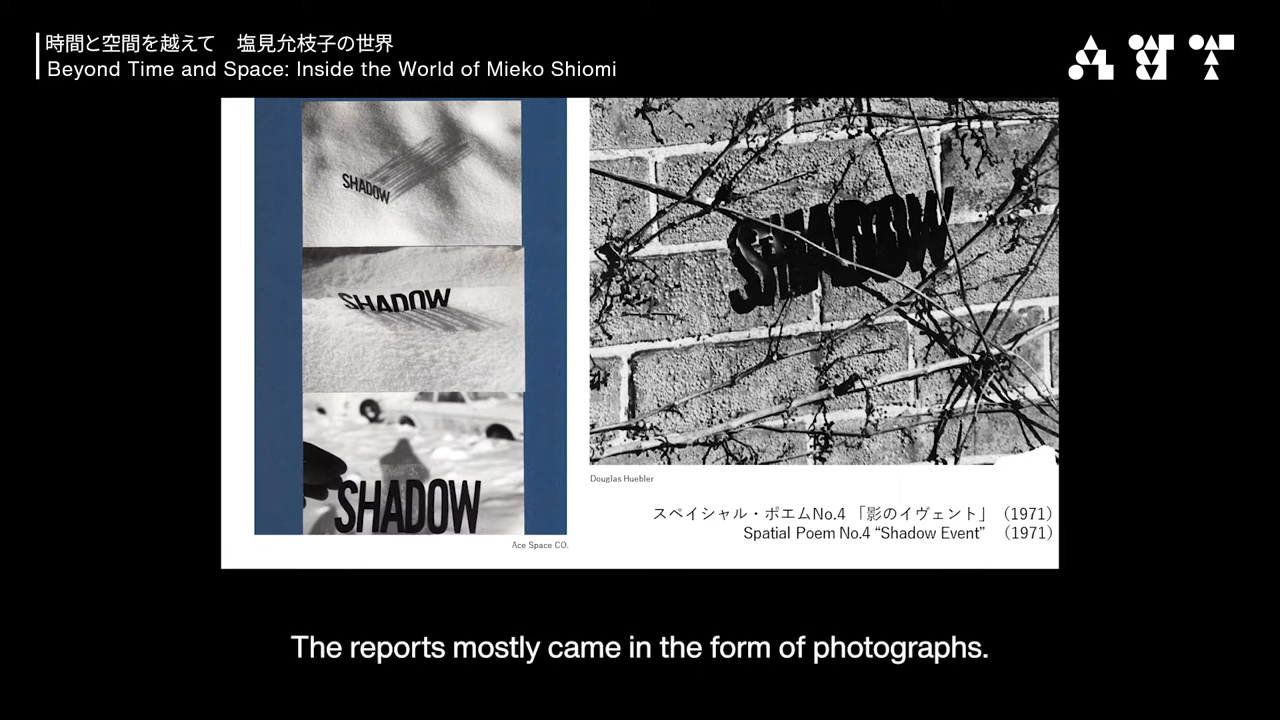 時間と空間を越えて　塩見允枝子の世界
Beyond Time and Space: Inside the World of Mieko Shiomi
ART
SHADOW
SHADOW
SHADOW
SHADOW
Douglas Huebler
Ace Space CO.
スペイシャル・ポエムNo.4 「影のイヴェント」 （1971）
Spatial Poem No.4 “Shadow Event” （1971）
The reports mostly came in the form of photographs.